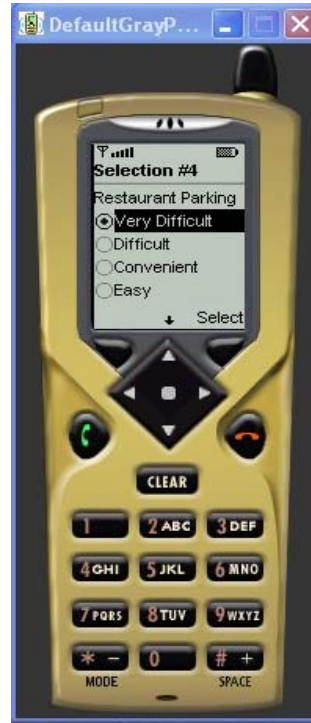 DefaultGrayP...
Selection #4
Restaurant Parking
Very Difficult
Difficult
Convenient
Easy
Select
CLEAR
1 2 ABC 3 DEF
4 GHI 5 JKL 6 MNO
7 PQRS 8 TUV 9 WXYZ
* - 0 # +
MODE SPACE